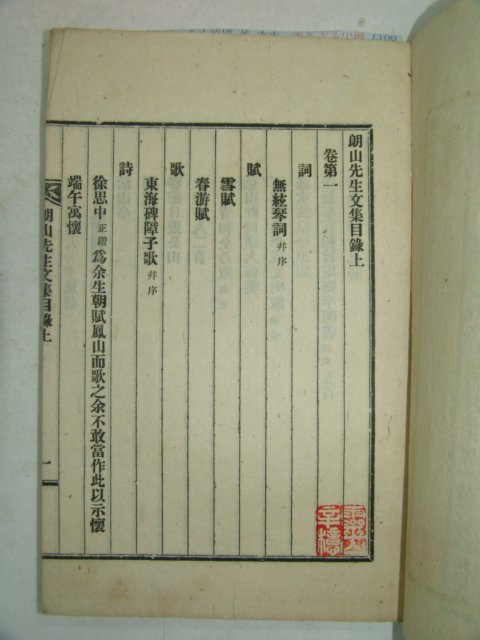 朗山先生文集目錄上
卷第一
詞
無絃琴詞 并序
賦
雪賦
春游賦
歌
東海碑障子歌 并序
詩
徐思中 正鐕 爲余生朝賦鳳山而歌之余不敢當作此以示懷
端午寓懷
朗山先生文集目錄上
一